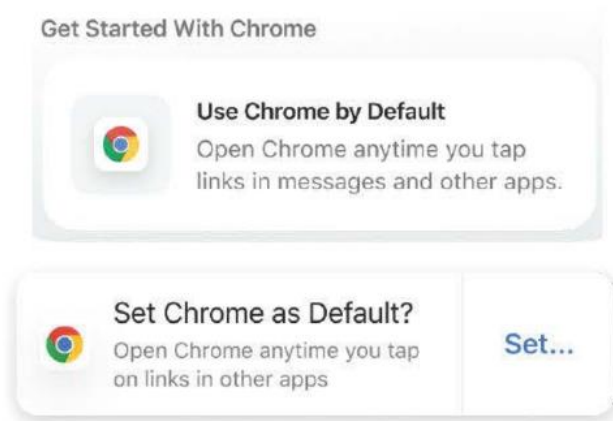 Get Started With Chrome
Use Chrome by Default
Open Chrome anytime you tap
links in messages and other apps.
Set Chrome as Default?
Open Chrome anytime you tap
on links in other apps
Set...